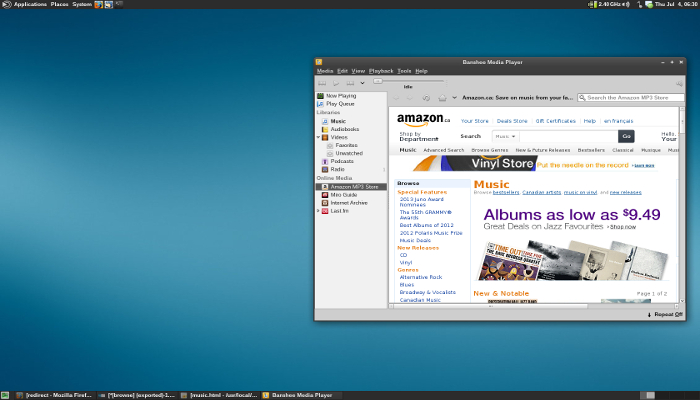 Applications Places System
2.40 GHz
Thu Jul 4, 06:30
Banshee Media Player
Media Edit View Playback Tools Help
Idle
Now Playing
Play Queue
Libraries
Music
Audiobooks
Videos
Favorites
Unwatched
Podcasts
Radio
Online Media
Amazon MP3 Store
Miro Guide
Internet Archive
Last.fm
Amazon.ca: Save on music from your fa...
Search the Amazon MP3 Store
amazon.ca
Your Store Deals Store Gift Certificates Help en français
Shop by
Department
Search
Music
Go
Hello.
Your
Music Advanced Search Browse Genres New & Future Releases Bestsellers Classical Musique
Vinyl Store
Put the needle on the record
Learn more
Browse
Special Features
2013 Juno Award
Nominees
The 55th GRAMMY®
Awards
Best Albums of 2012
2012 Polaris Music Prize
Music Deals
New Releases
CD
Vinyl
Genres
Alternative Rock
Blues
Broadway & Vocalists
Canadian Music
Music
Browse bestsellers, Canadian artists, music on vinyl, and new releases
Albums as low as $9.49
Great Deals on Jazz Favourites
Shop now
TIME OUT
THE DAVE BRUBECK QUARTET
New & Notable
Page 1 of 2
Repeat Off
[redirect - Mozilla Firef...
[*[browse] (exported)-1....
[music.html - /usr/local/...
Banshee Media Player